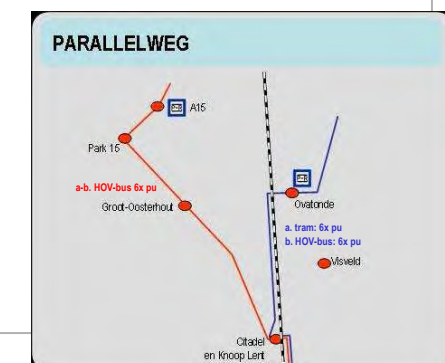 PARALLELWEG
A15
Park 15
a-b. HOV-bus 6x pu
Groot-Oosterhout
Ovatonde
a. tram: 6x pu
b. HOV-bus: 6x pu
Visveld
Citadel
en Knoop Lent